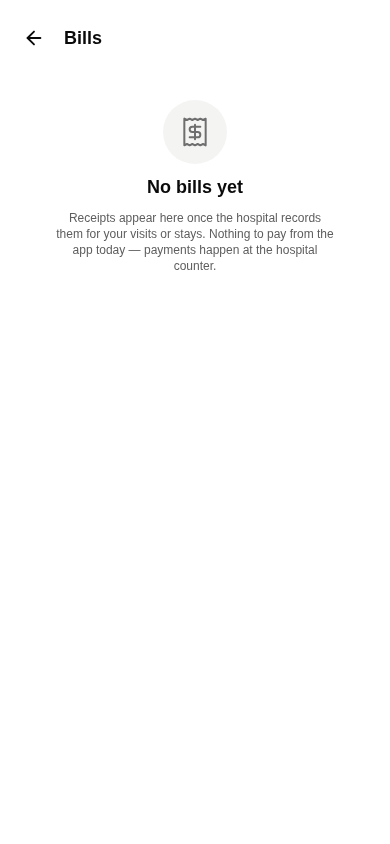 Bills
No bills yet
Receipts appear here once the hospital records
them for your visits or stays. Nothing to pay from the
app today — payments happen at the hospital
counter.